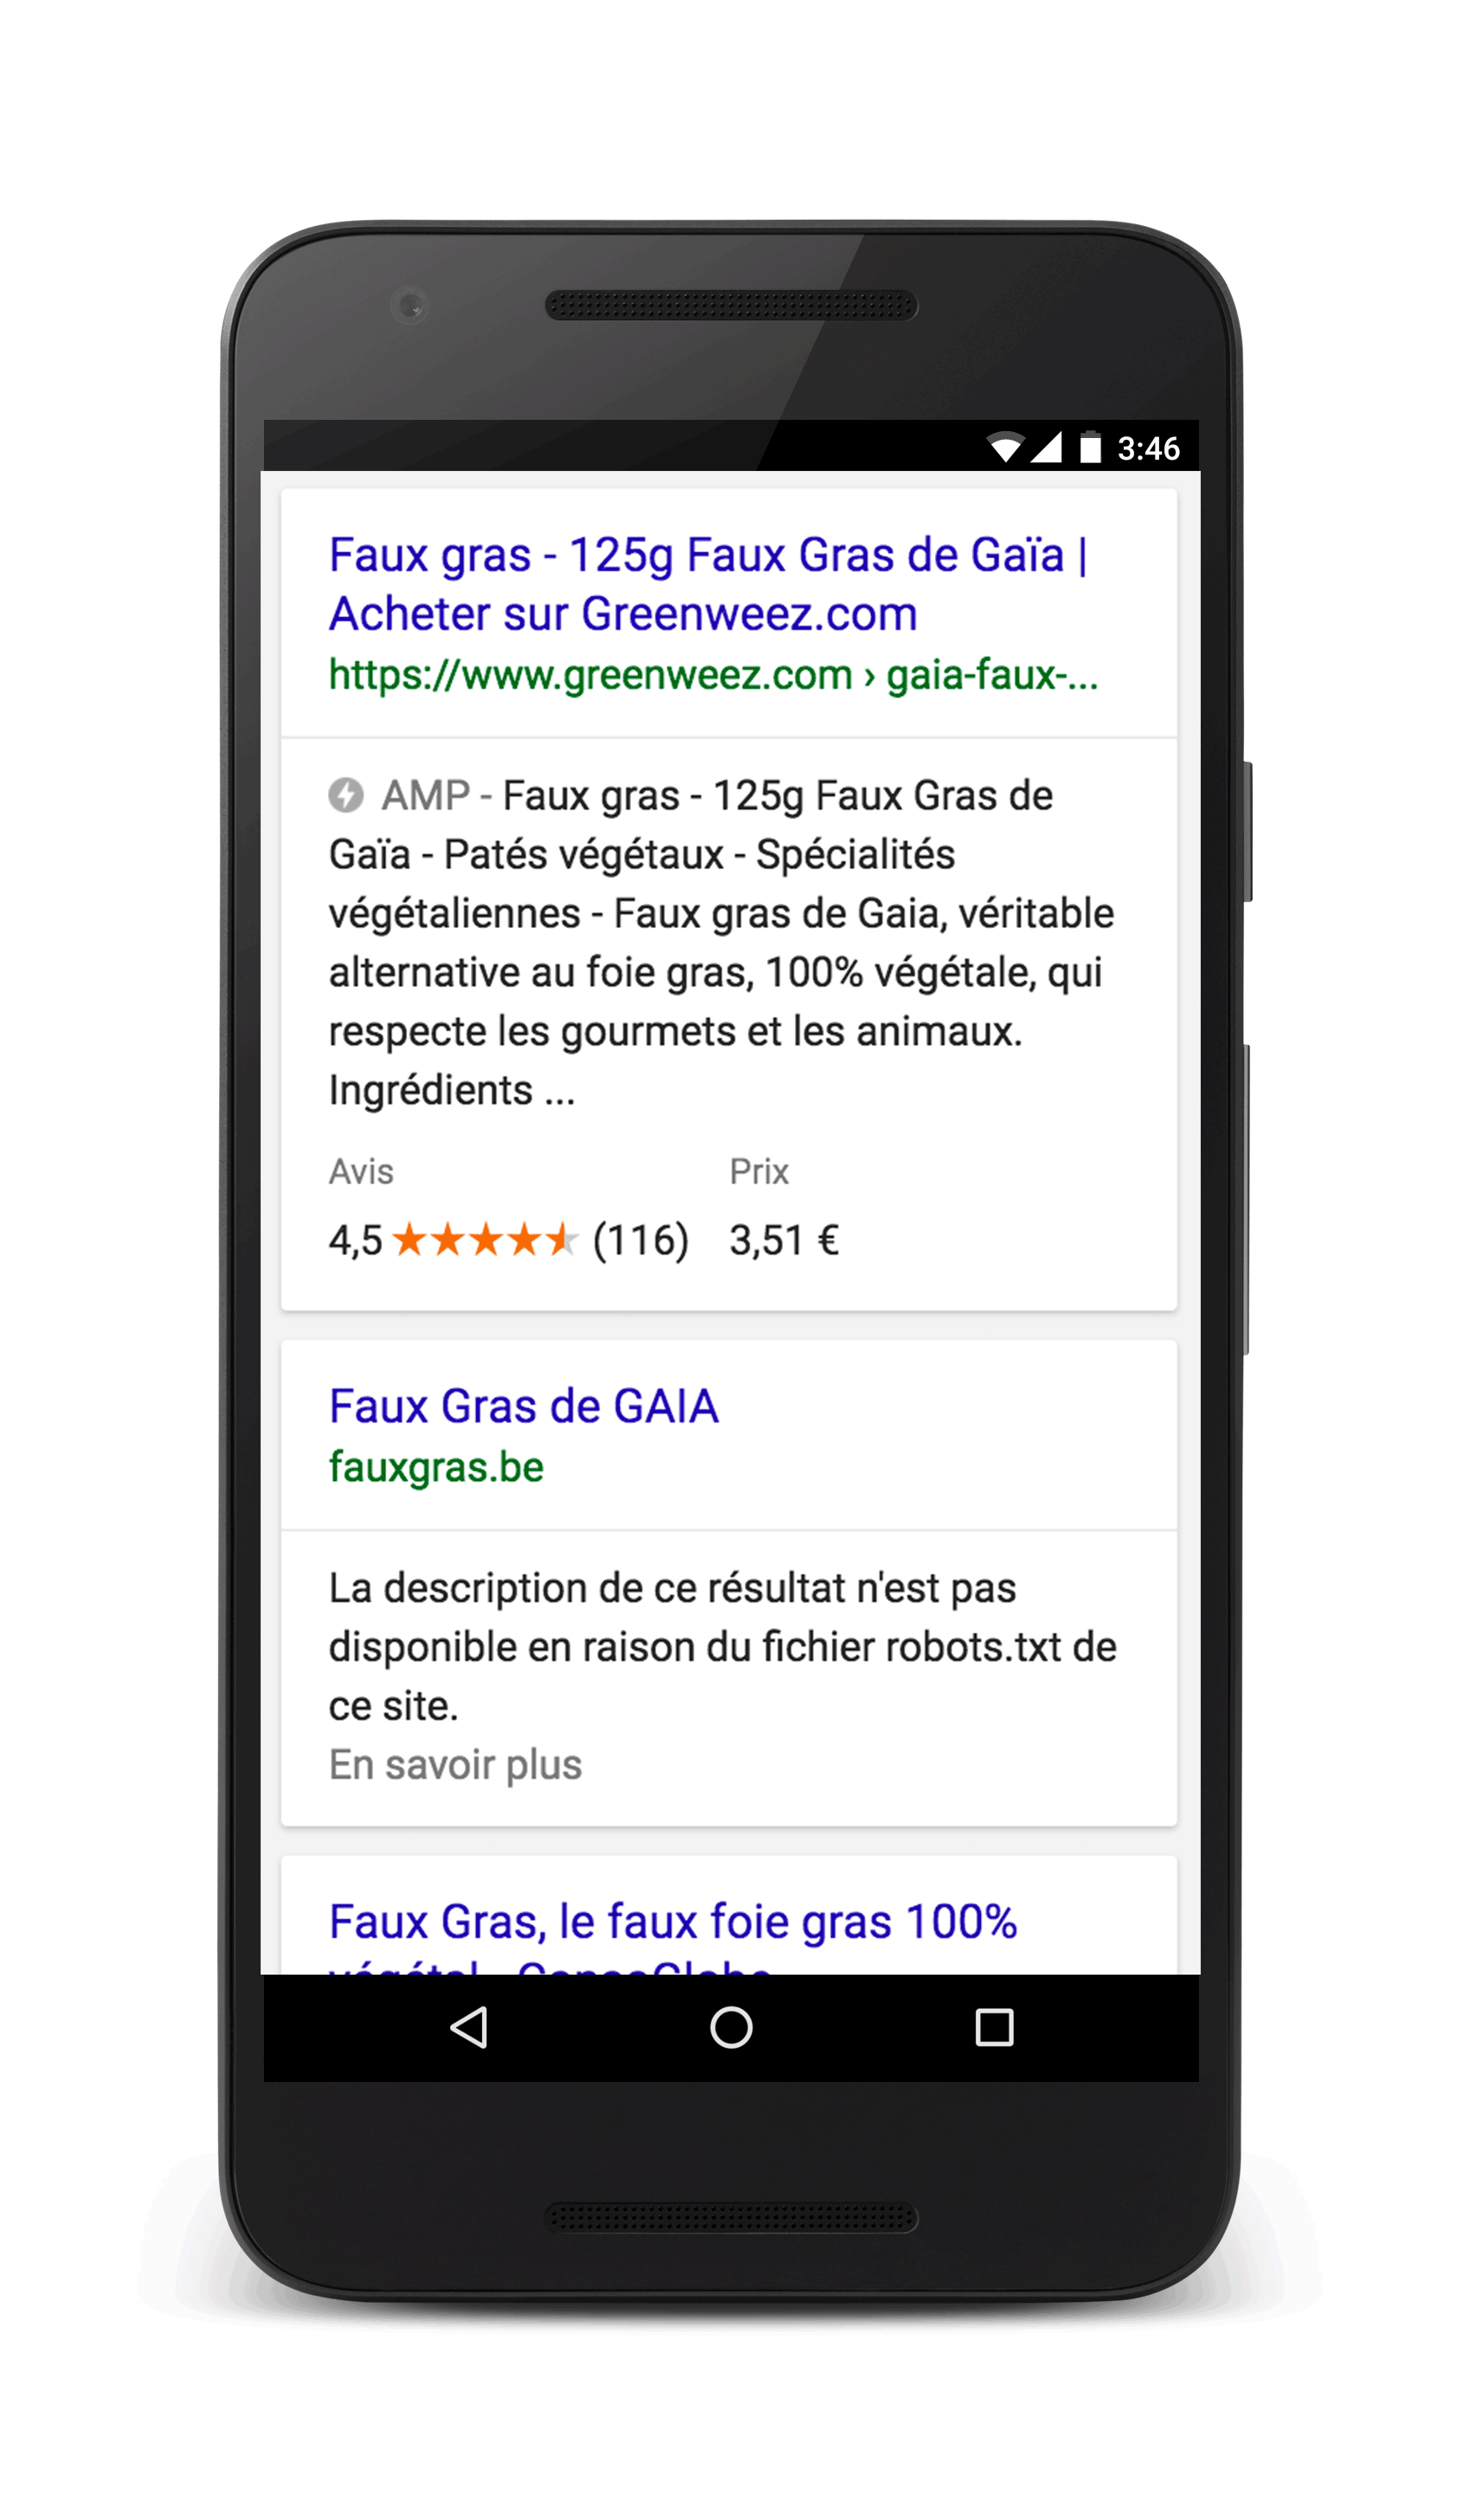 3:46
Faux gras - 125g Faux Gras de Gaïa |
Acheter sur Greenweez.com
https://www.greenweez.com › gaia-faux-...
AMP - Faux gras - 125g Faux Gras de
Gaïa - Patés végétaux - Spécialités
végétaliennes - Faux gras de Gaia, véritable
alternative au foie gras, 100% végétale, qui
respecte les gourmets et les animaux.
Ingrédients ...
Avis Prix
4,5 (116) 3,51 €
Faux Gras de GAIA
fauxgras.be
La description de ce résultat n'est pas
disponible en raison du fichier robots.txt de
ce site.
En savoir plus
Faux Gras, le faux foie gras 100%
végétal - ConsoGlobe